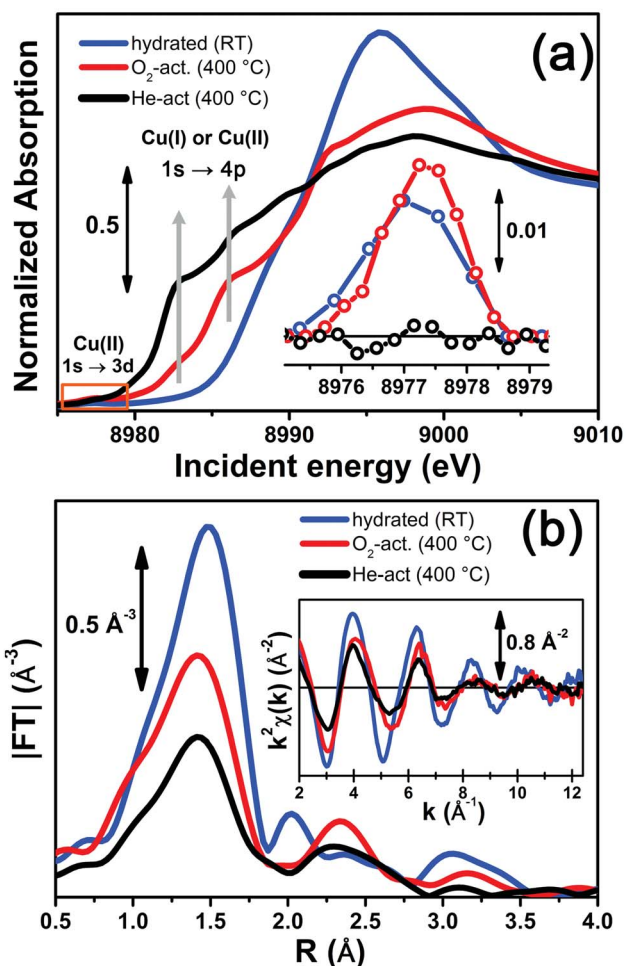 (a)
hydrated (RT)
O₂-act. (400 °C)
He-act (400 °C)
Cu(I) or Cu(II)
1s → 4p
0.5
0.01
Cu(II)
1s → 3d
8976 8977 8978 8979
Normalized Absorption
8980 8990 9000 9010
Incident energy (eV)
(b)
hydrated (RT)
O₂-act. (400 °C)
He-act (400 °C)
0.5 Å⁻³
0.8 Å⁻²
k²χ(k) (Å⁻²)
2 4 6 8 10 12
k (Å⁻¹)
|FT| (Å⁻³)
0.5 1.0 1.5 2.0 2.5 3.0 3.5 4.0
R (Å)